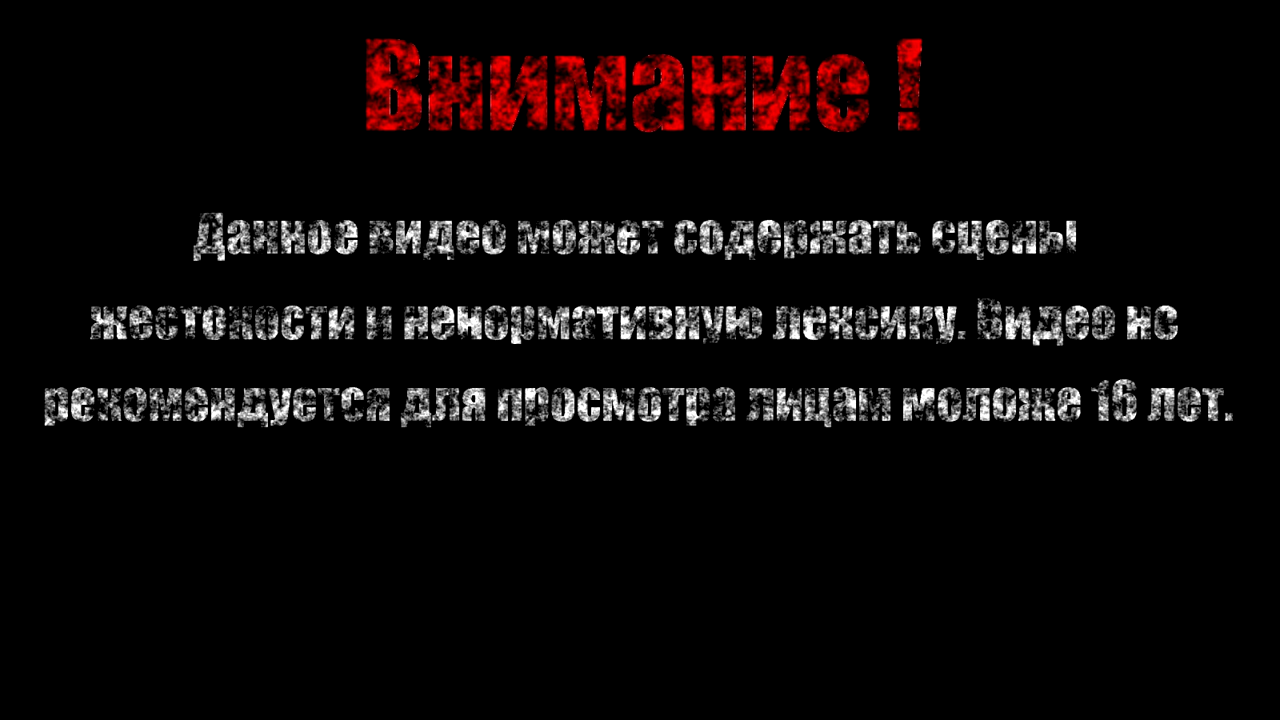 Внимание !
Данное видео может содержать сцены
жестокости и ненормативную лексику. Видео не
рекомендуется для просмотра лицам моложе 16 лет.